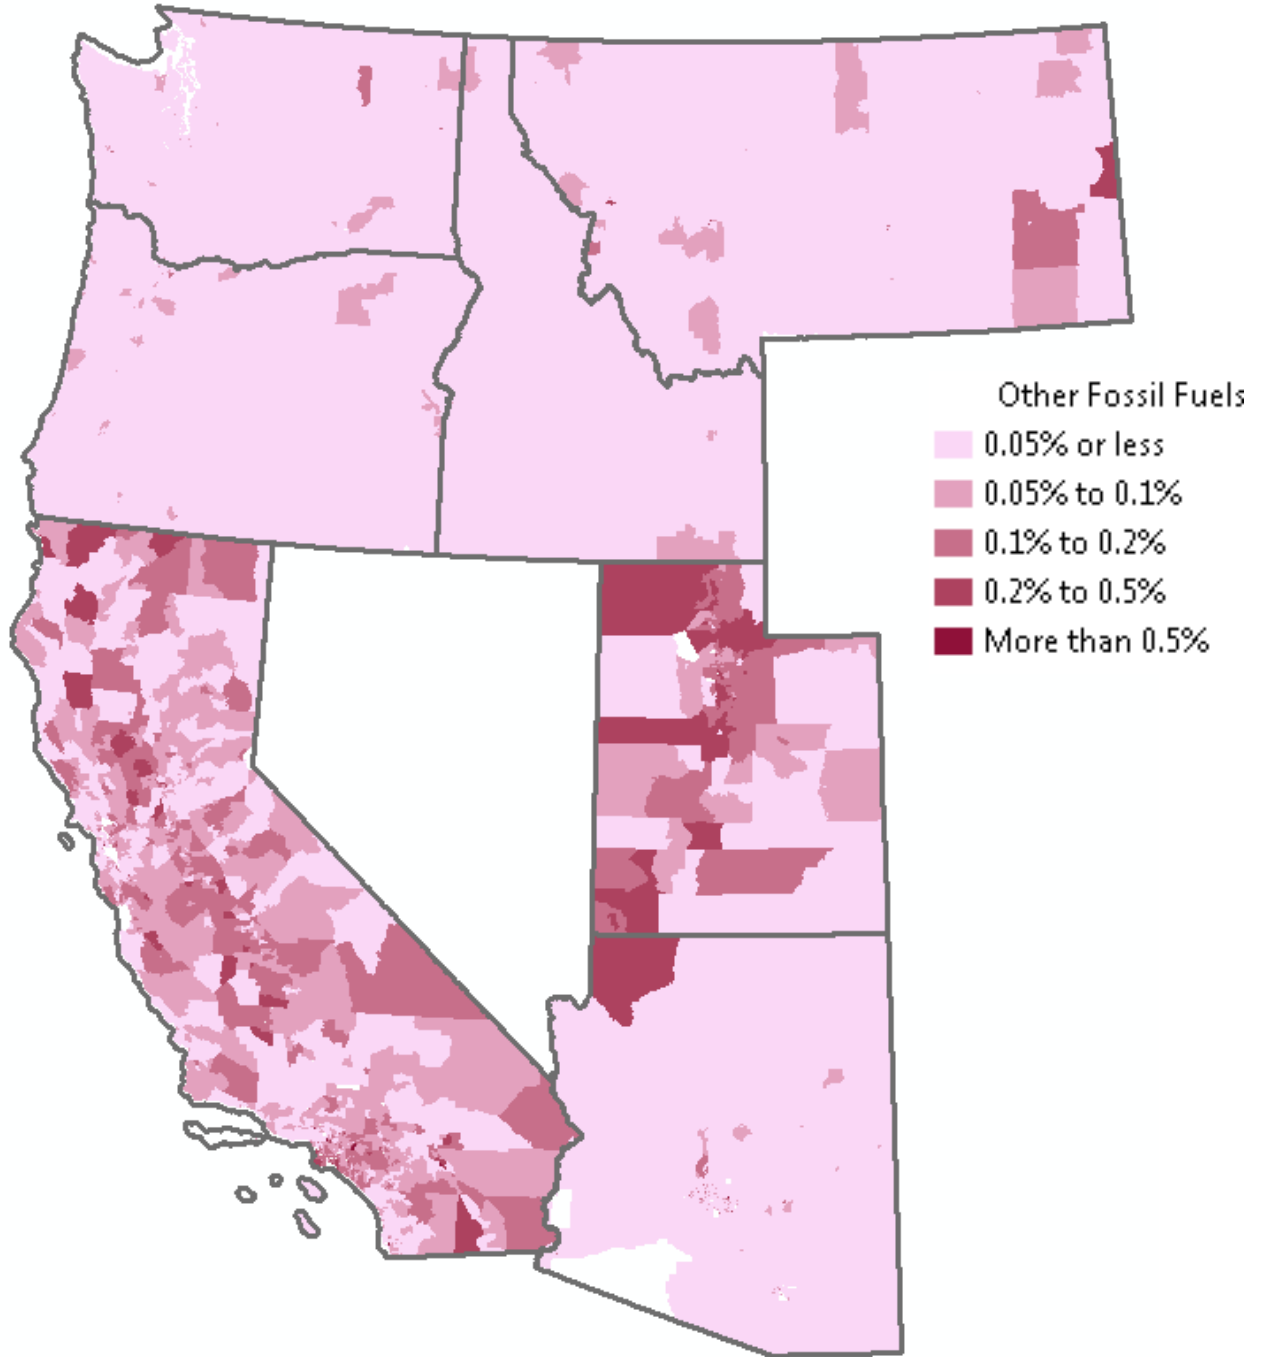 Other Fossil Fuels
0.05% or less
0.05% to 0.1%
0.1% to 0.2%
0.2% to 0.5%
More than 0.5%